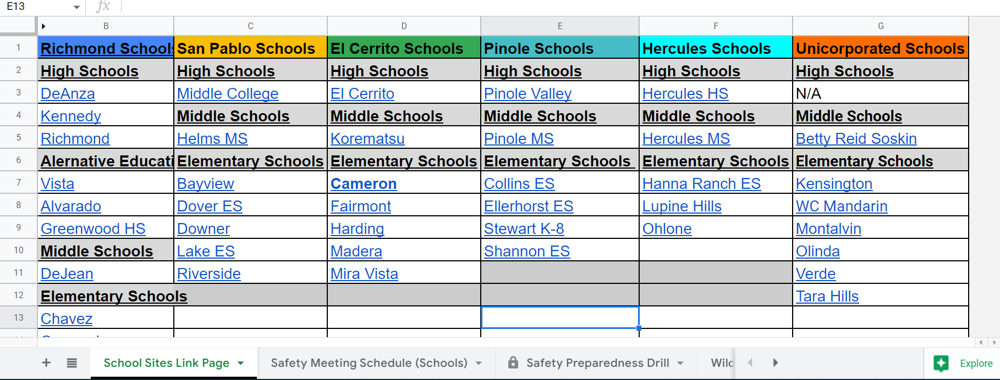 E13 fx
B C D E F G
1 Richmond Schools San Pablo Schools El Cerrito Schools Pinole Schools Hercules Schools Unicorporated Schools
2 High Schools High Schools High Schools High Schools High Schools High Schools
3 DeAnza Middle College El Cerrito Pinole Valley Hercules HS N/A
4 Kennedy Middle Schools Middle Schools Middle Schools Middle Schools Middle Schools
5 Richmond Helms MS Korematsu Pinole MS Hercules MS Betty Reid Soskin
6 Alernative Educati Elementary Schools Elementary Schools Elementary Schools Elementary Schools Elementary Schools
7 Vista Bayview Cameron Collins ES Hanna Ranch ES Kensington
8 Alvarado Dover ES Fairmont Ellerhorst ES Lupine Hills WC Mandarin
9 Greenwood HS Downer Harding Stewart K-8 Ohlone Montalvin
10 Middle Schools Lake ES Madera Shannon ES Olinda
11 DeJean Riverside Mira Vista Verde
12 Elementary Schools Tara Hills
13 Chavez
School Sites Link Page Safety Meeting Schedule (Schools) Safety Preparedness Drill Wild Explore